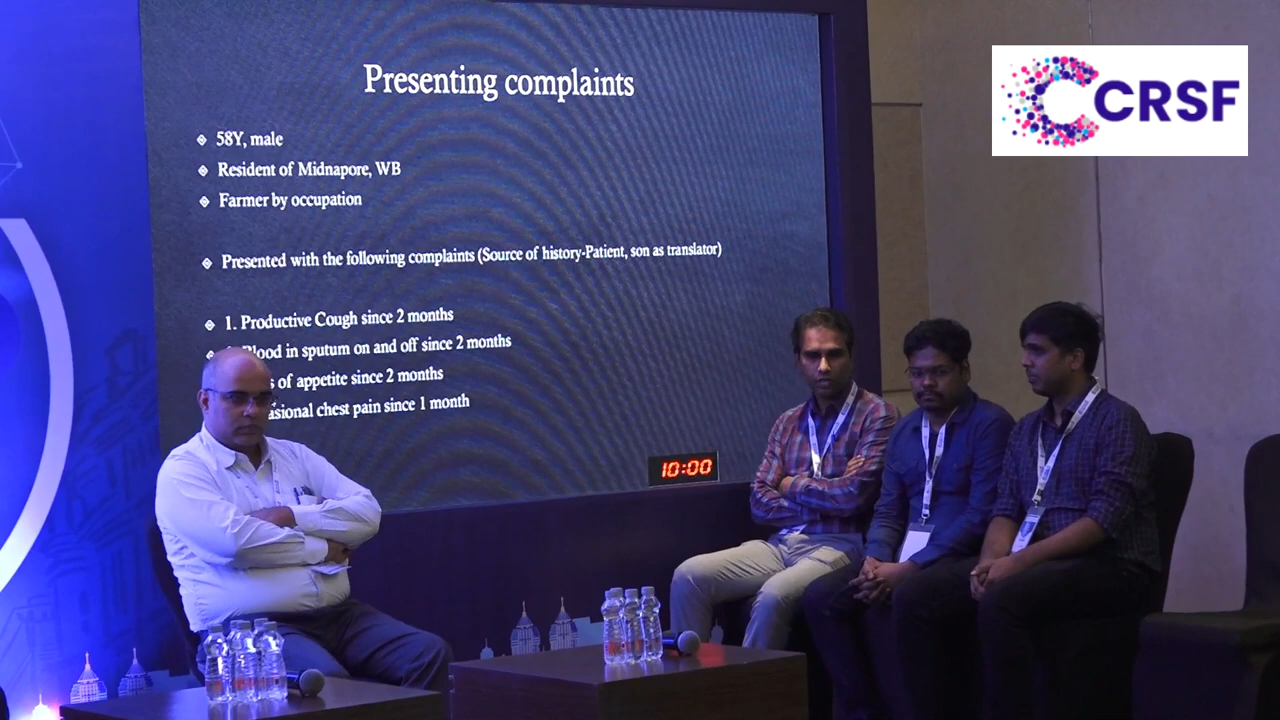 Presenting complaints
CRSF
58Y, male
Resident of Midnapore, WB
Farmer by occupation
Presented with the following complaints (Source of history-Patient, son as translator)
1. Productive Cough since 2 months
Blood in sputum on and off since 2 months
of appetite since 2 months
chest pain since 1 month
10:00